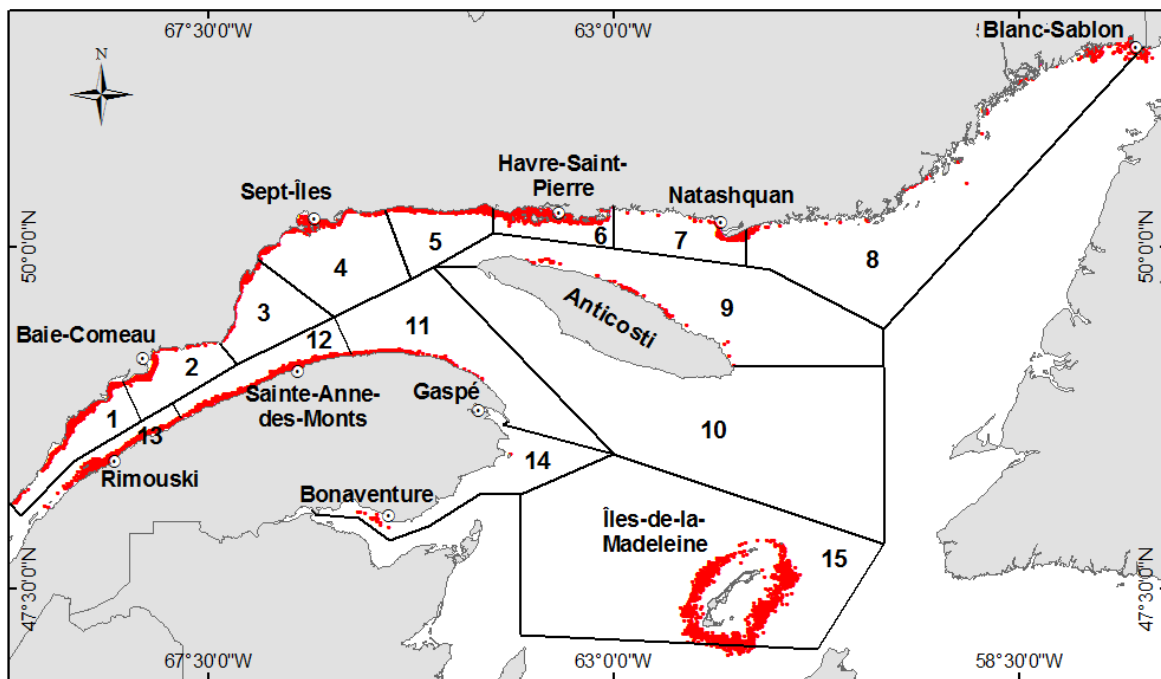 67°30'0"W
63°0'0"W
Blanc-Sablon
N
Havre-Saint-
Pierre
Sept-Îles
Natashquan
50°0'0"N
50°0'0"N
5
6
7
8
4
9
3
Anticosti
11
Baie-Comeau
12
2
Sainte-Anne-
des-Monts
Gaspé
1
13
10
Rimouski
14
Bonaventure
Îles-de-la-
Madeleine
15
47°30'0"N
47°30'0"N
67°30'0"W
63°0'0"W
58°30'0"W